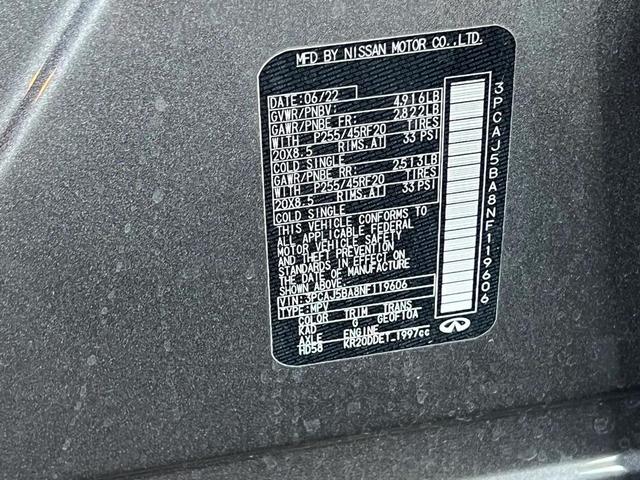 MFD BY NISSAN MOTOR CO.,LTD.
DATE:06/22
GVWR/PNBV: 4916LB
GAWR/PNBE FR: 2822LB
WITH P255/45RF20 TIRES
20X8.5 RIMS,AT 33 PSI
COLD SINGLE
GAWR/PNBE RR: 2513LB
WITH P255/45RF20 TIRES
20X8.5 RIMS,AT 33 PSI
COLD SINGLE
THIS VEHICLE CONFORMS TO
ALL APPLICABLE FEDERAL
MOTOR VEHICLE SAFETY
AND THEFT PREVENTION
STANDARDS IN EFFECT ON
THE DATE OF MANUFACTURE
SHOWN ABOVE.
VIN:3PCAJ5BA8NF119606
TYPE:MPV
COLOR TRIM TRANS
KAD G GE0F10A
AXLE ENGINE
HD58 KR20DDET 1997cc
3PCAJ5BA8NF119606